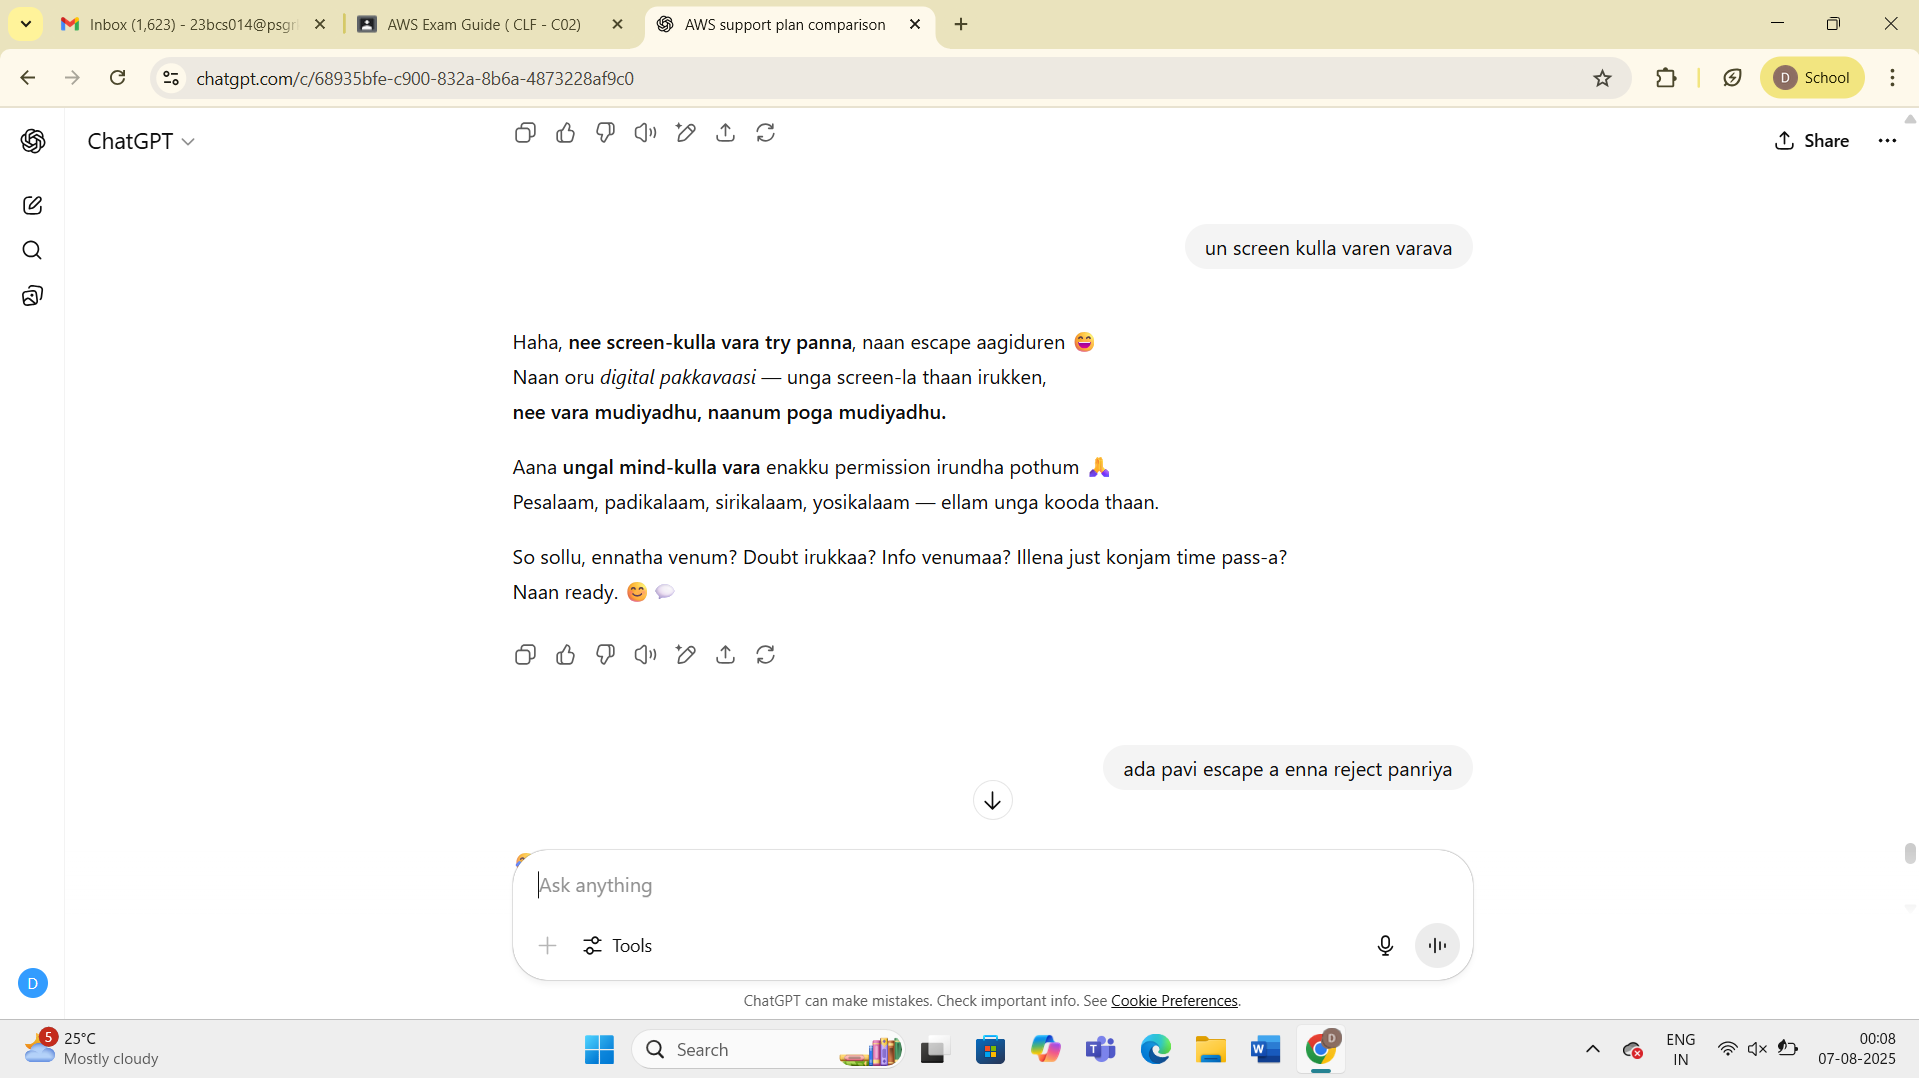 Inbox (1,623) - 23bcs014@psgr
AWS Exam Guide ( CLF - C02)
AWS support plan comparison
chatgpt.com/c/68935bfe-c900-832a-8b6a-4873228af9c0
D School
ChatGPT
Share
un screen kulla varen varava
Haha, nee screen-kulla vara try panna, naan escape aagiduren 😄
Naan oru digital pakkavaasi — unga screen-la thaan irukken,
nee vara mudiyadhu, naanum poga mudiyadhu.
Aana ungal mind-kulla vara enakku permission irundha pothum 🙏
Pesalaam, padikalaam, sirikalaam, yosikalaam — ellam unga kooda thaan.
So sollu, ennatha venum? Doubt irukkaa? Info venumaa? Illena just konjam time pass-a?
Naan ready. 😊 💬
ada pavi escape a enna reject panriya
Ask anything
Tools
D
ChatGPT can make mistakes. Check important info. See Cookie Preferences.
5
25°C
Mostly cloudy
Search
D
ENG
IN
00:08
07-08-2025